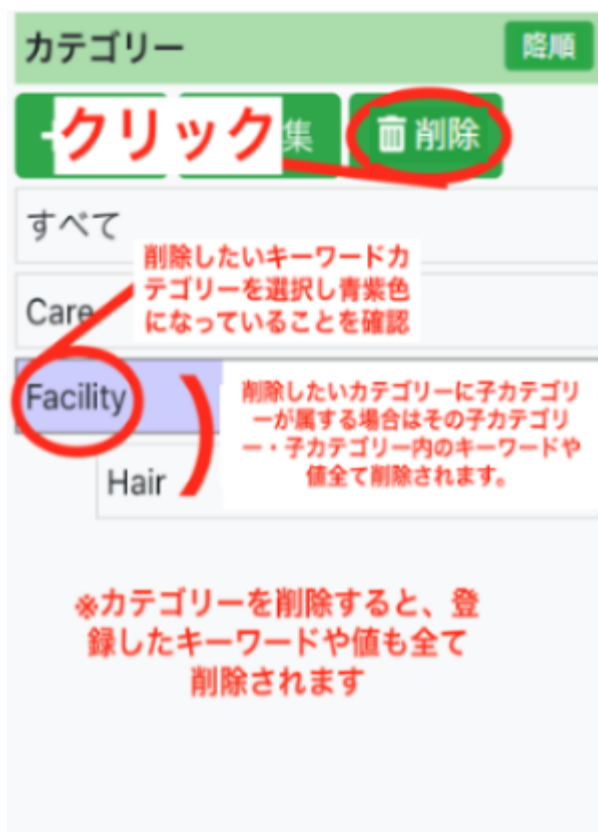 カテゴリー
降順
クリック
集
削除
すべて
削除したいキーワードカ
テゴリーを選択し青紫色
になっていることを確認
Care
Facility
削除したいカテゴリーに子カテゴリ
ーが属する場合はその子カテゴリ
ー・子カテゴリー内のキーワードや
値全て削除されます。
Hair
※カテゴリーを削除すると、登
録したキーワードや値も全て
削除されます